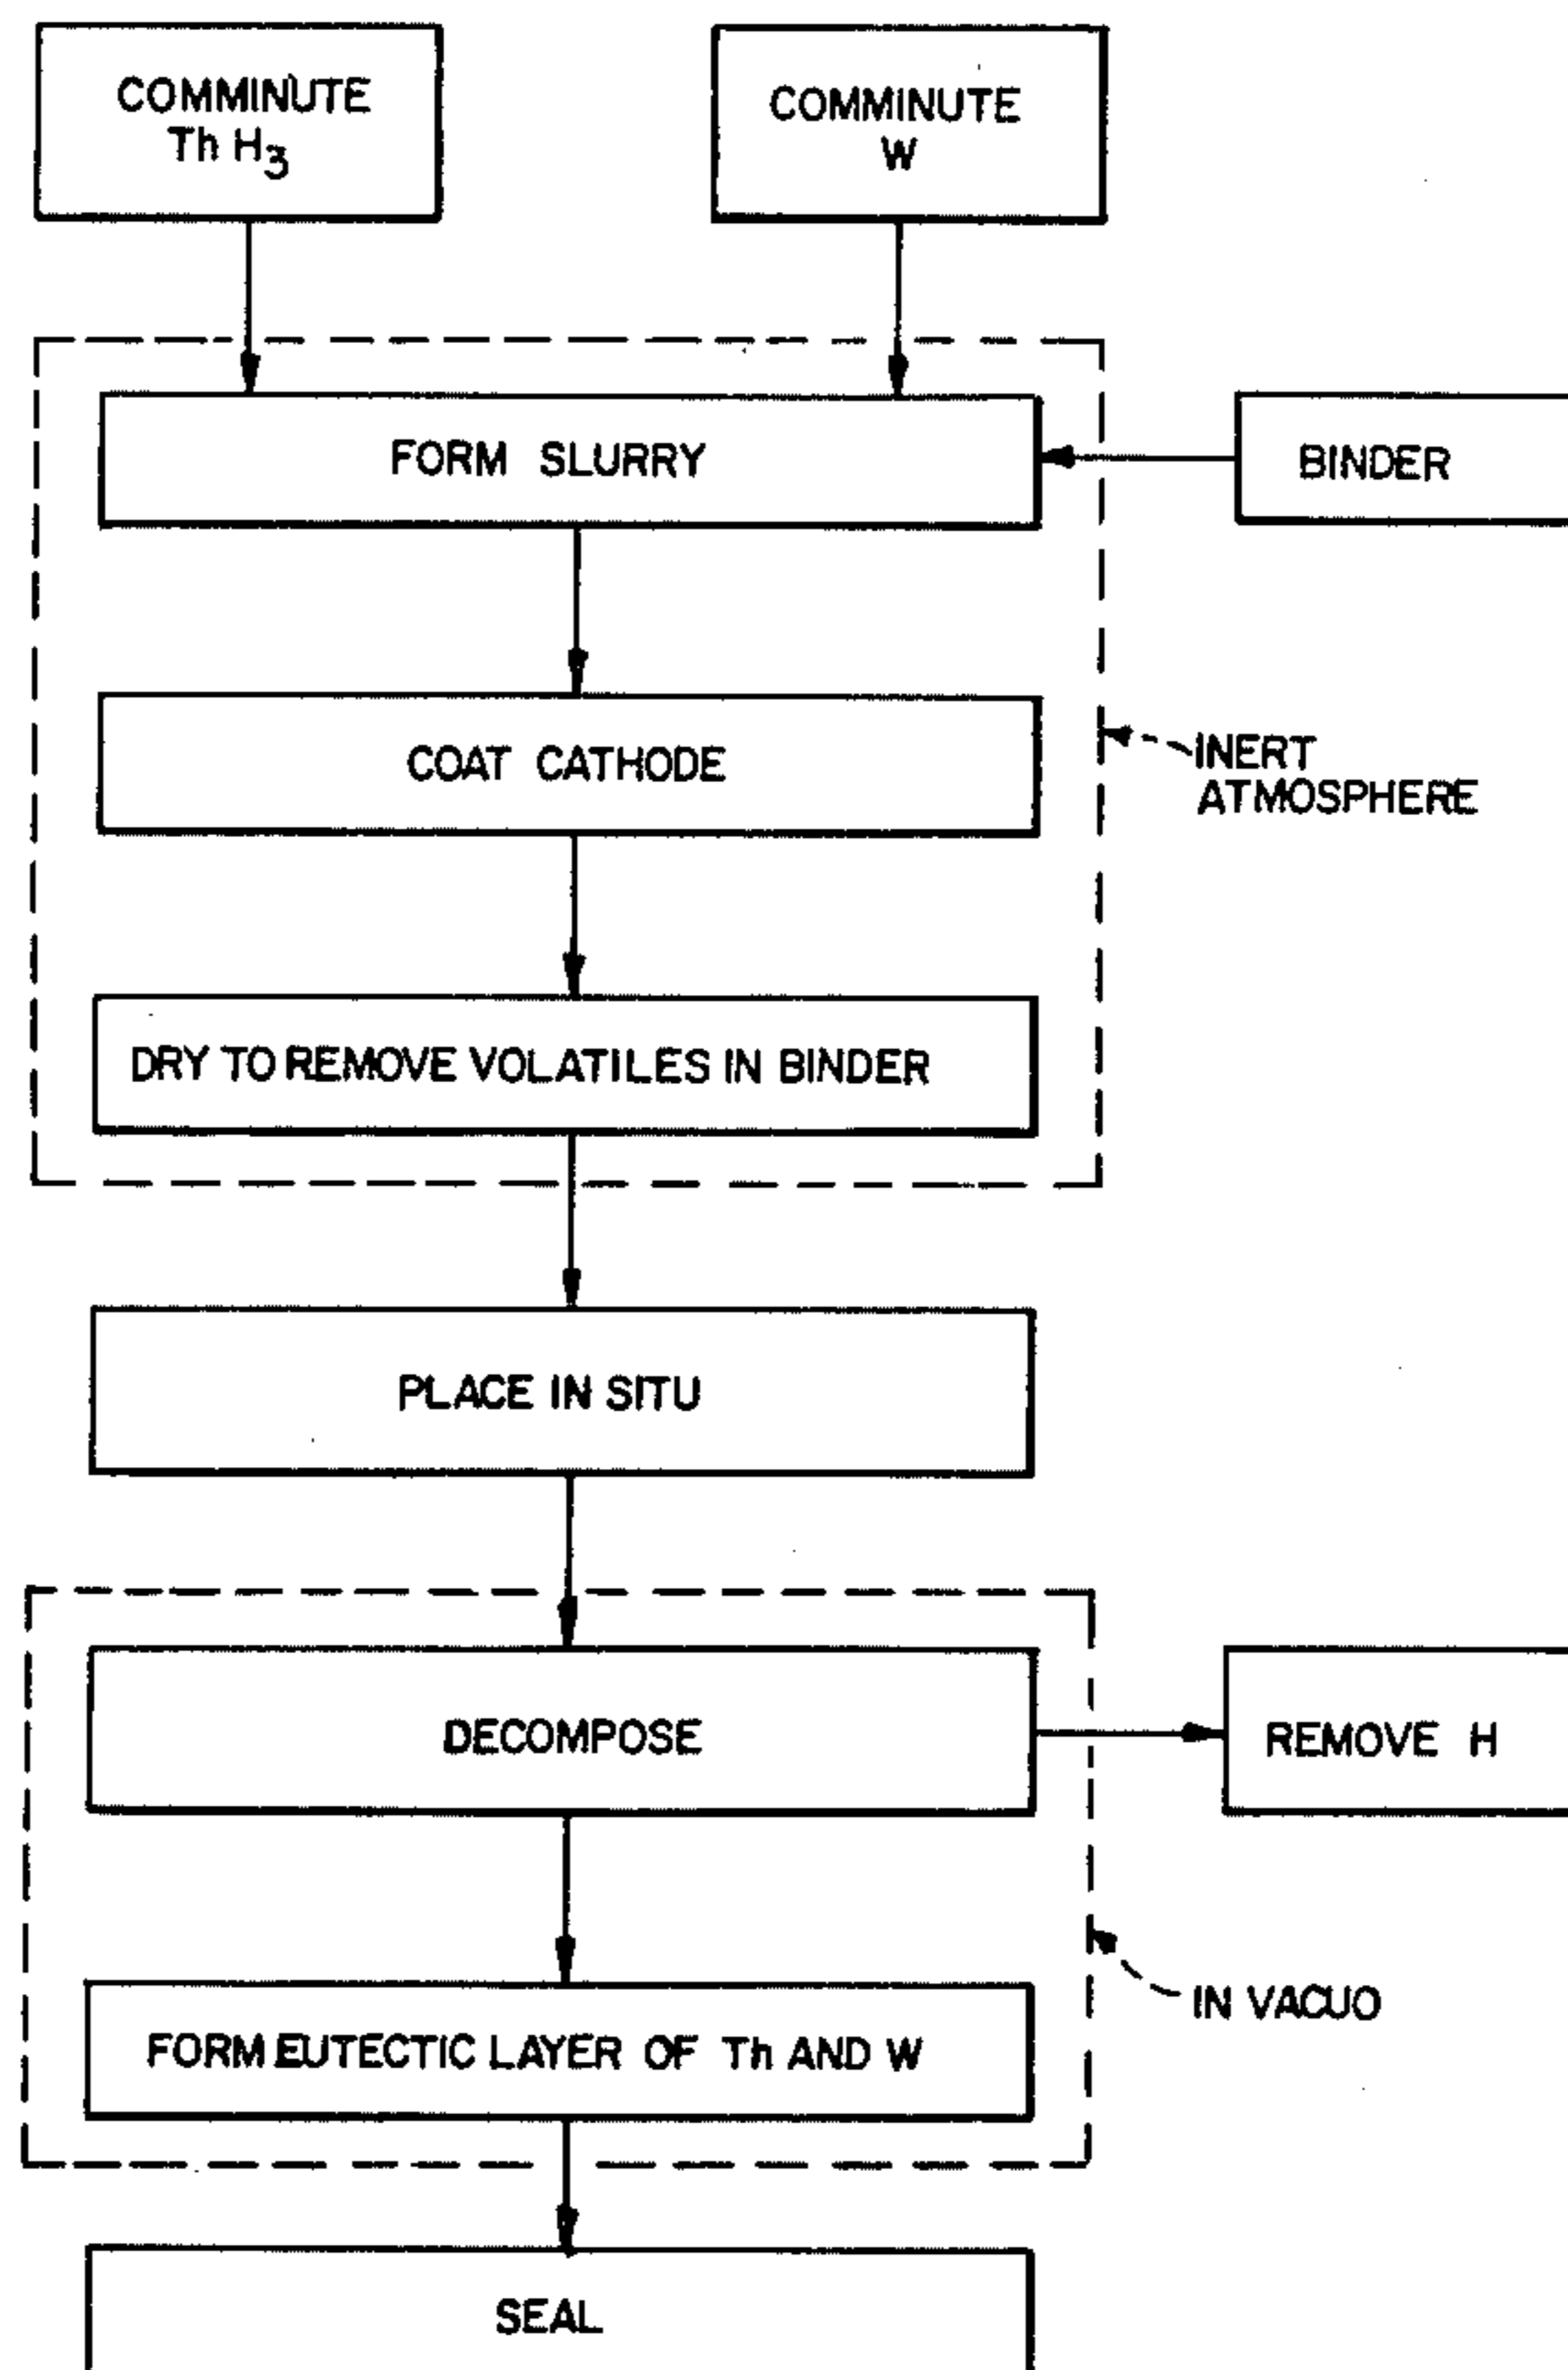 COMMINUTE
Th H3
COMMINUTE
W
FORM SLURRY
BINDER
COAT CATHODE
INERT
ATMOSPHERE
DRY TO REMOVE VOLATILES IN BINDER
PLACE IN SITU
DECOMPOSE
REMOVE H
IN VACUO
FORM EUTECTIC LAYER OF Th AND W
SEAL